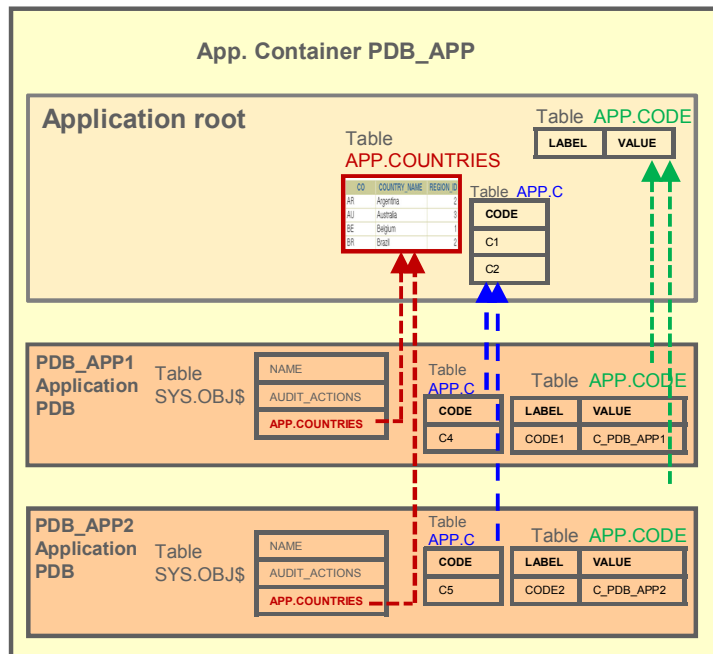 App. Container PDB_APP
Application root
Table APP.CODE
LABEL VALUE
Table
APP.COUNTRIES
CO COUNTRY_NAME REGION_ID
AR Argentina 2
AU Australia 3
BE Belgium 1
BR Brazil 2
Table APP.C
CODE
C1
C2
PDB_APP1
Application
PDB
Table
SYS.OBJ$
NAME
AUDIT_ACTIONS
APP.COUNTRIES
Table
APP.C
CODE
C4
Table APP.CODE
LABEL VALUE
CODE1 C_PDB_APP1
PDB_APP2
Application
PDB
Table
SYS.OBJ$
NAME
AUDIT_ACTIONS
APP.COUNTRIES
Table
APP.C
CODE
C5
Table APP.CODE
LABEL VALUE
CODE2 C_PDB_APP2